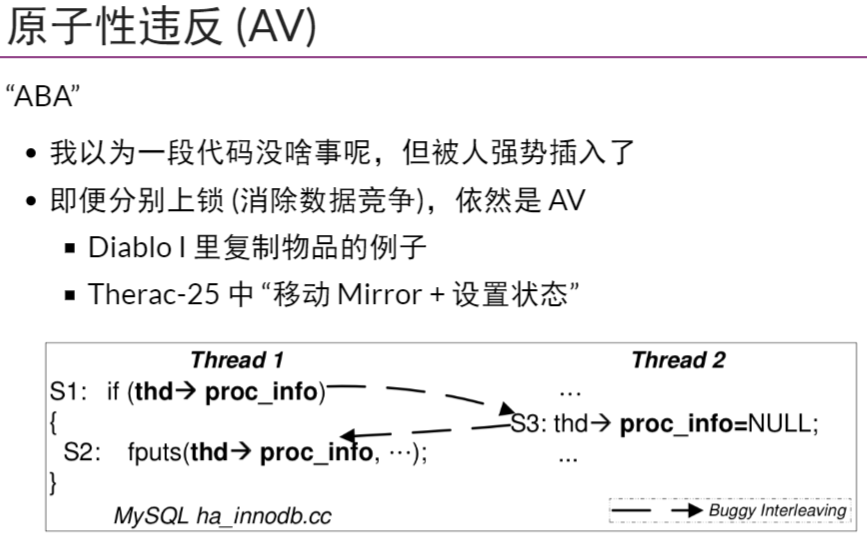 原子性违反 (AV)
“ABA”
• 我以为一段代码没啥事呢，但被人强势插入了
• 即便分别上锁 (消除数据竞争)，依然是 AV
▪ Diablo I 里复制物品的例子
▪ Therac-25 中 “移动 Mirror + 设置状态”
Thread 1
S1: if (thd→ proc_info)
{
S2: fputs(thd→ proc_info, ⋯);
}
MySQL ha_innodb.cc
Thread 2
⋯
S3: thd→ proc_info=NULL;
...
Buggy Interleaving